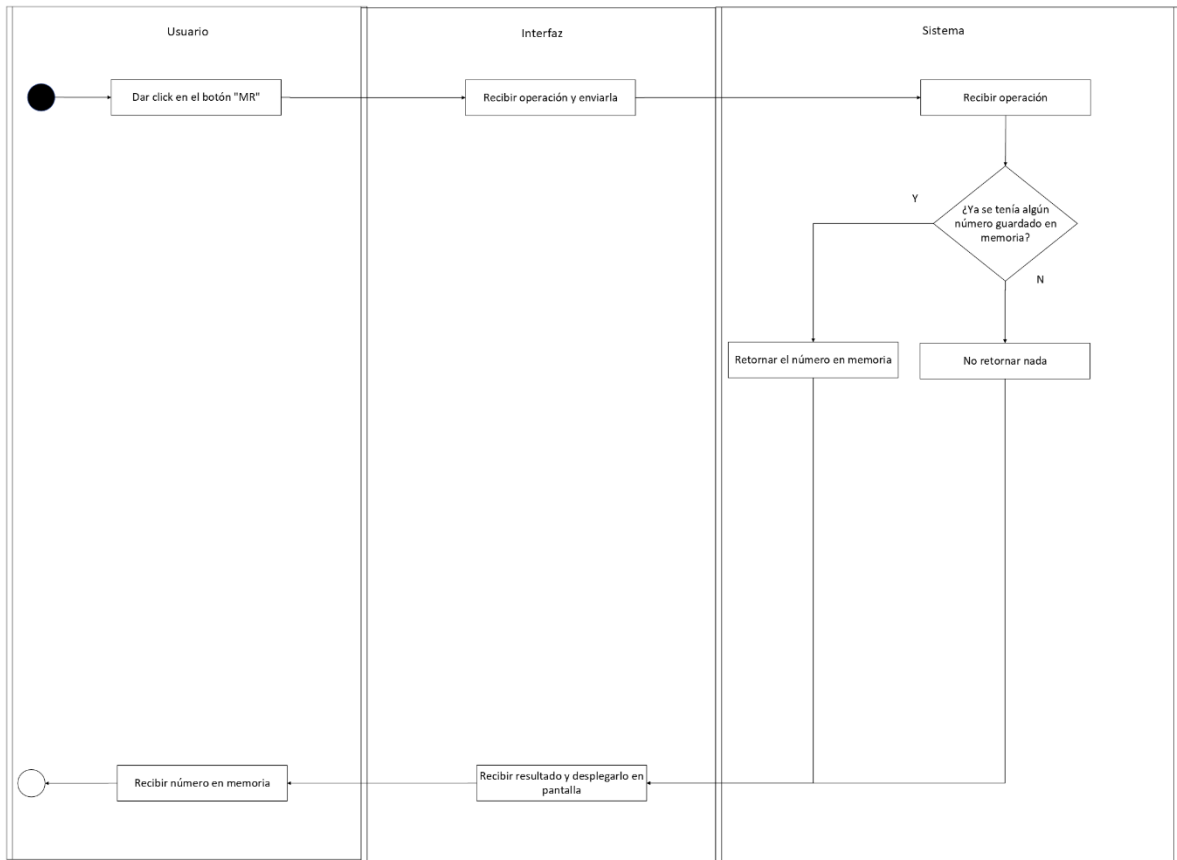 Usuario
Interfaz
Sistema
Dar click en el botón "MR"
Recibir operación y enviarla
Recibir operación
¿Ya se tenía algún
número guardado en
memoria?
Y
N
Retornar el número en memoria
No retornar nada
Recibir número en memoria
Recibir resultado y desplegarlo en
pantalla